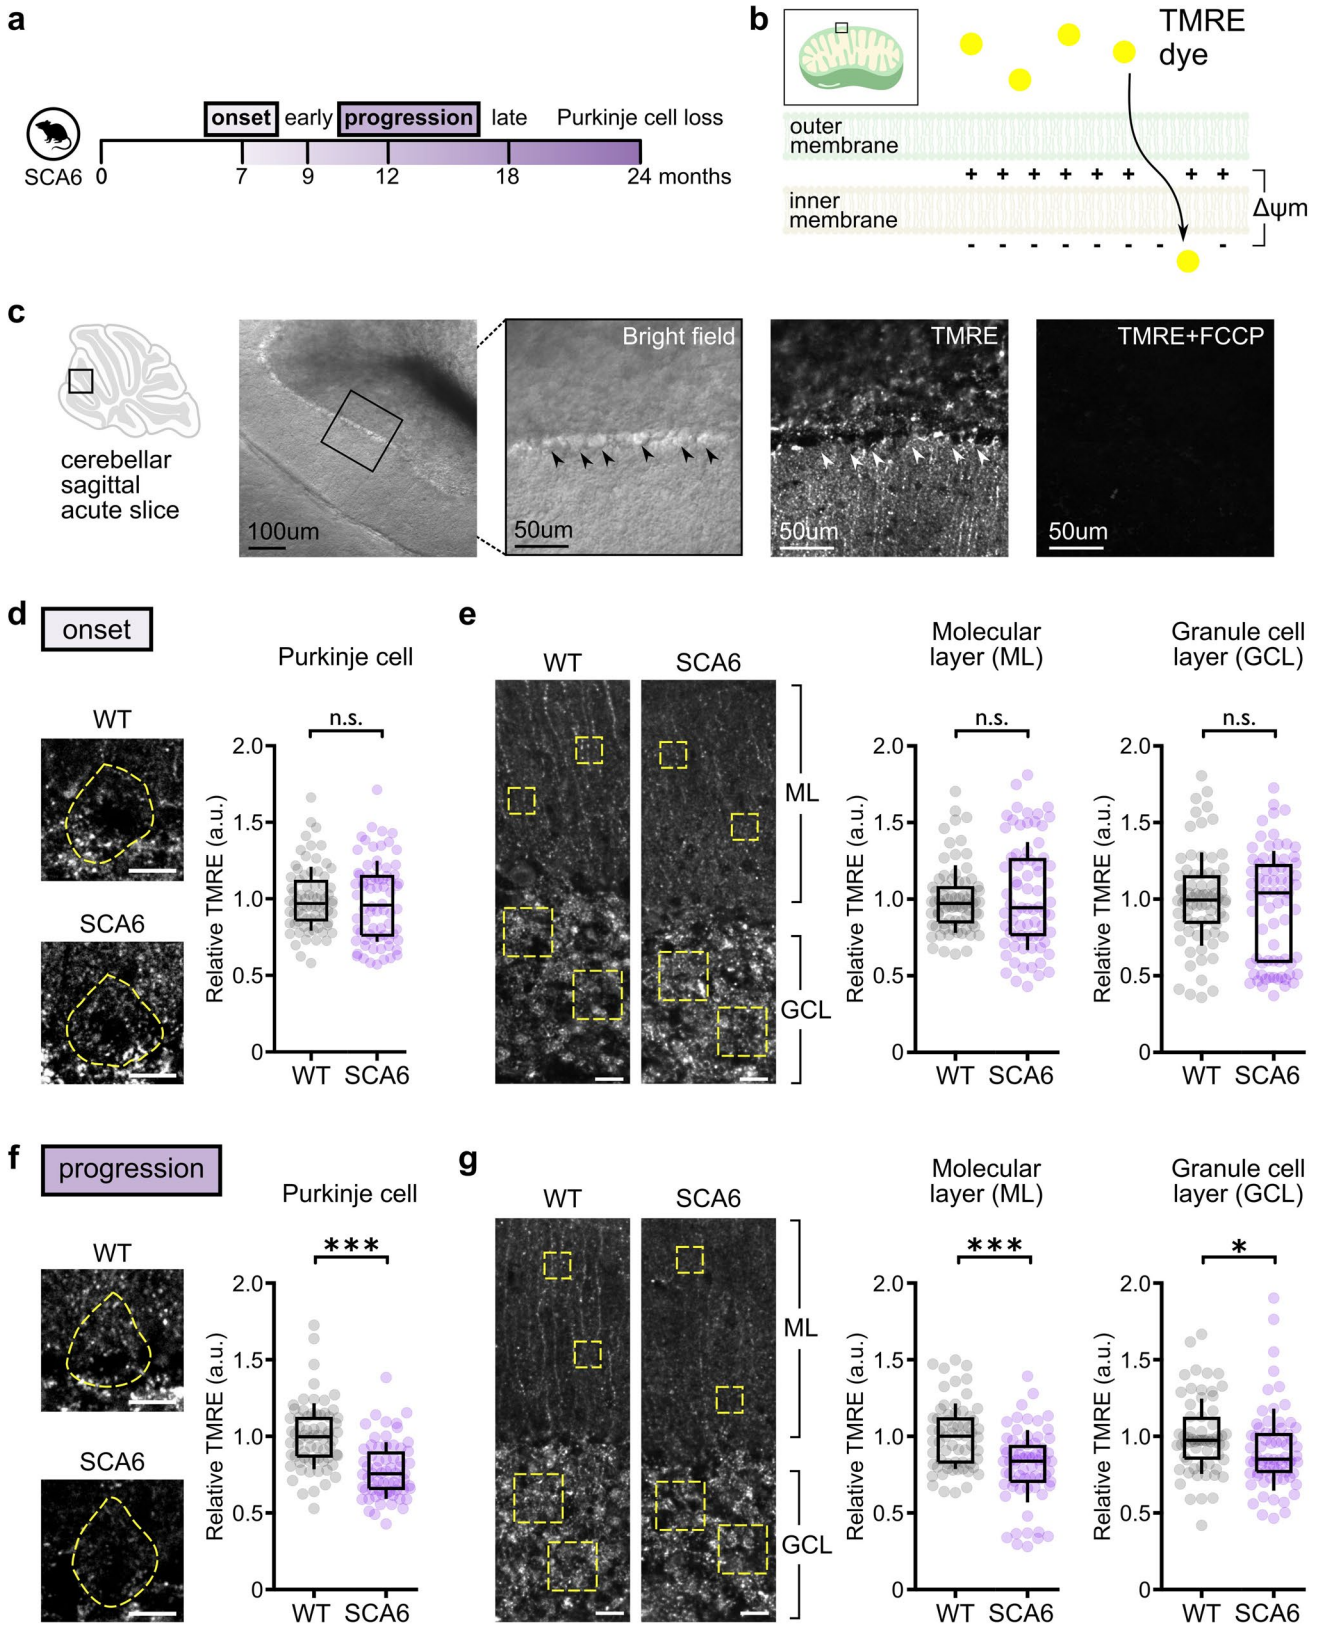 a
onset early progression late Purkinje cell loss
SCA6 0 7 9 12 18 24 months
b
TMRE
dye
outer
membrane
+ + + + + + + +
inner
membrane
Δψm
- - - - - - - -
c
cerebellar
sagittal
acute slice
100um
Bright field
50um
TMRE
50um
TMRE+FCCP
50um
d
onset
Purkinje cell
WT
SCA6
n.s.
Relative TMRE (a.u.)
2.0
1.5
1.0
0.5
0
WT SCA6
e
WT SCA6
ML
GCL
Molecular
layer (ML)
n.s.
Relative TMRE (a.u.)
2.0
1.5
1.0
0.5
0
WT SCA6
Granule cell
layer (GCL)
n.s.
Relative TMRE (a.u.)
2.0
1.5
1.0
0.5
0
WT SCA6
f
progression
Purkinje cell
WT
SCA6
***
Relative TMRE (a.u.)
2.0
1.5
1.0
0.5
0
WT SCA6
g
WT SCA6
ML
GCL
Molecular
layer (ML)
***
Relative TMRE (a.u.)
2.0
1.5
1.0
0.5
0
WT SCA6
Granule cell
layer (GCL)
*
Relative TMRE (a.u.)
2.0
1.5
1.0
0.5
0
WT SCA6